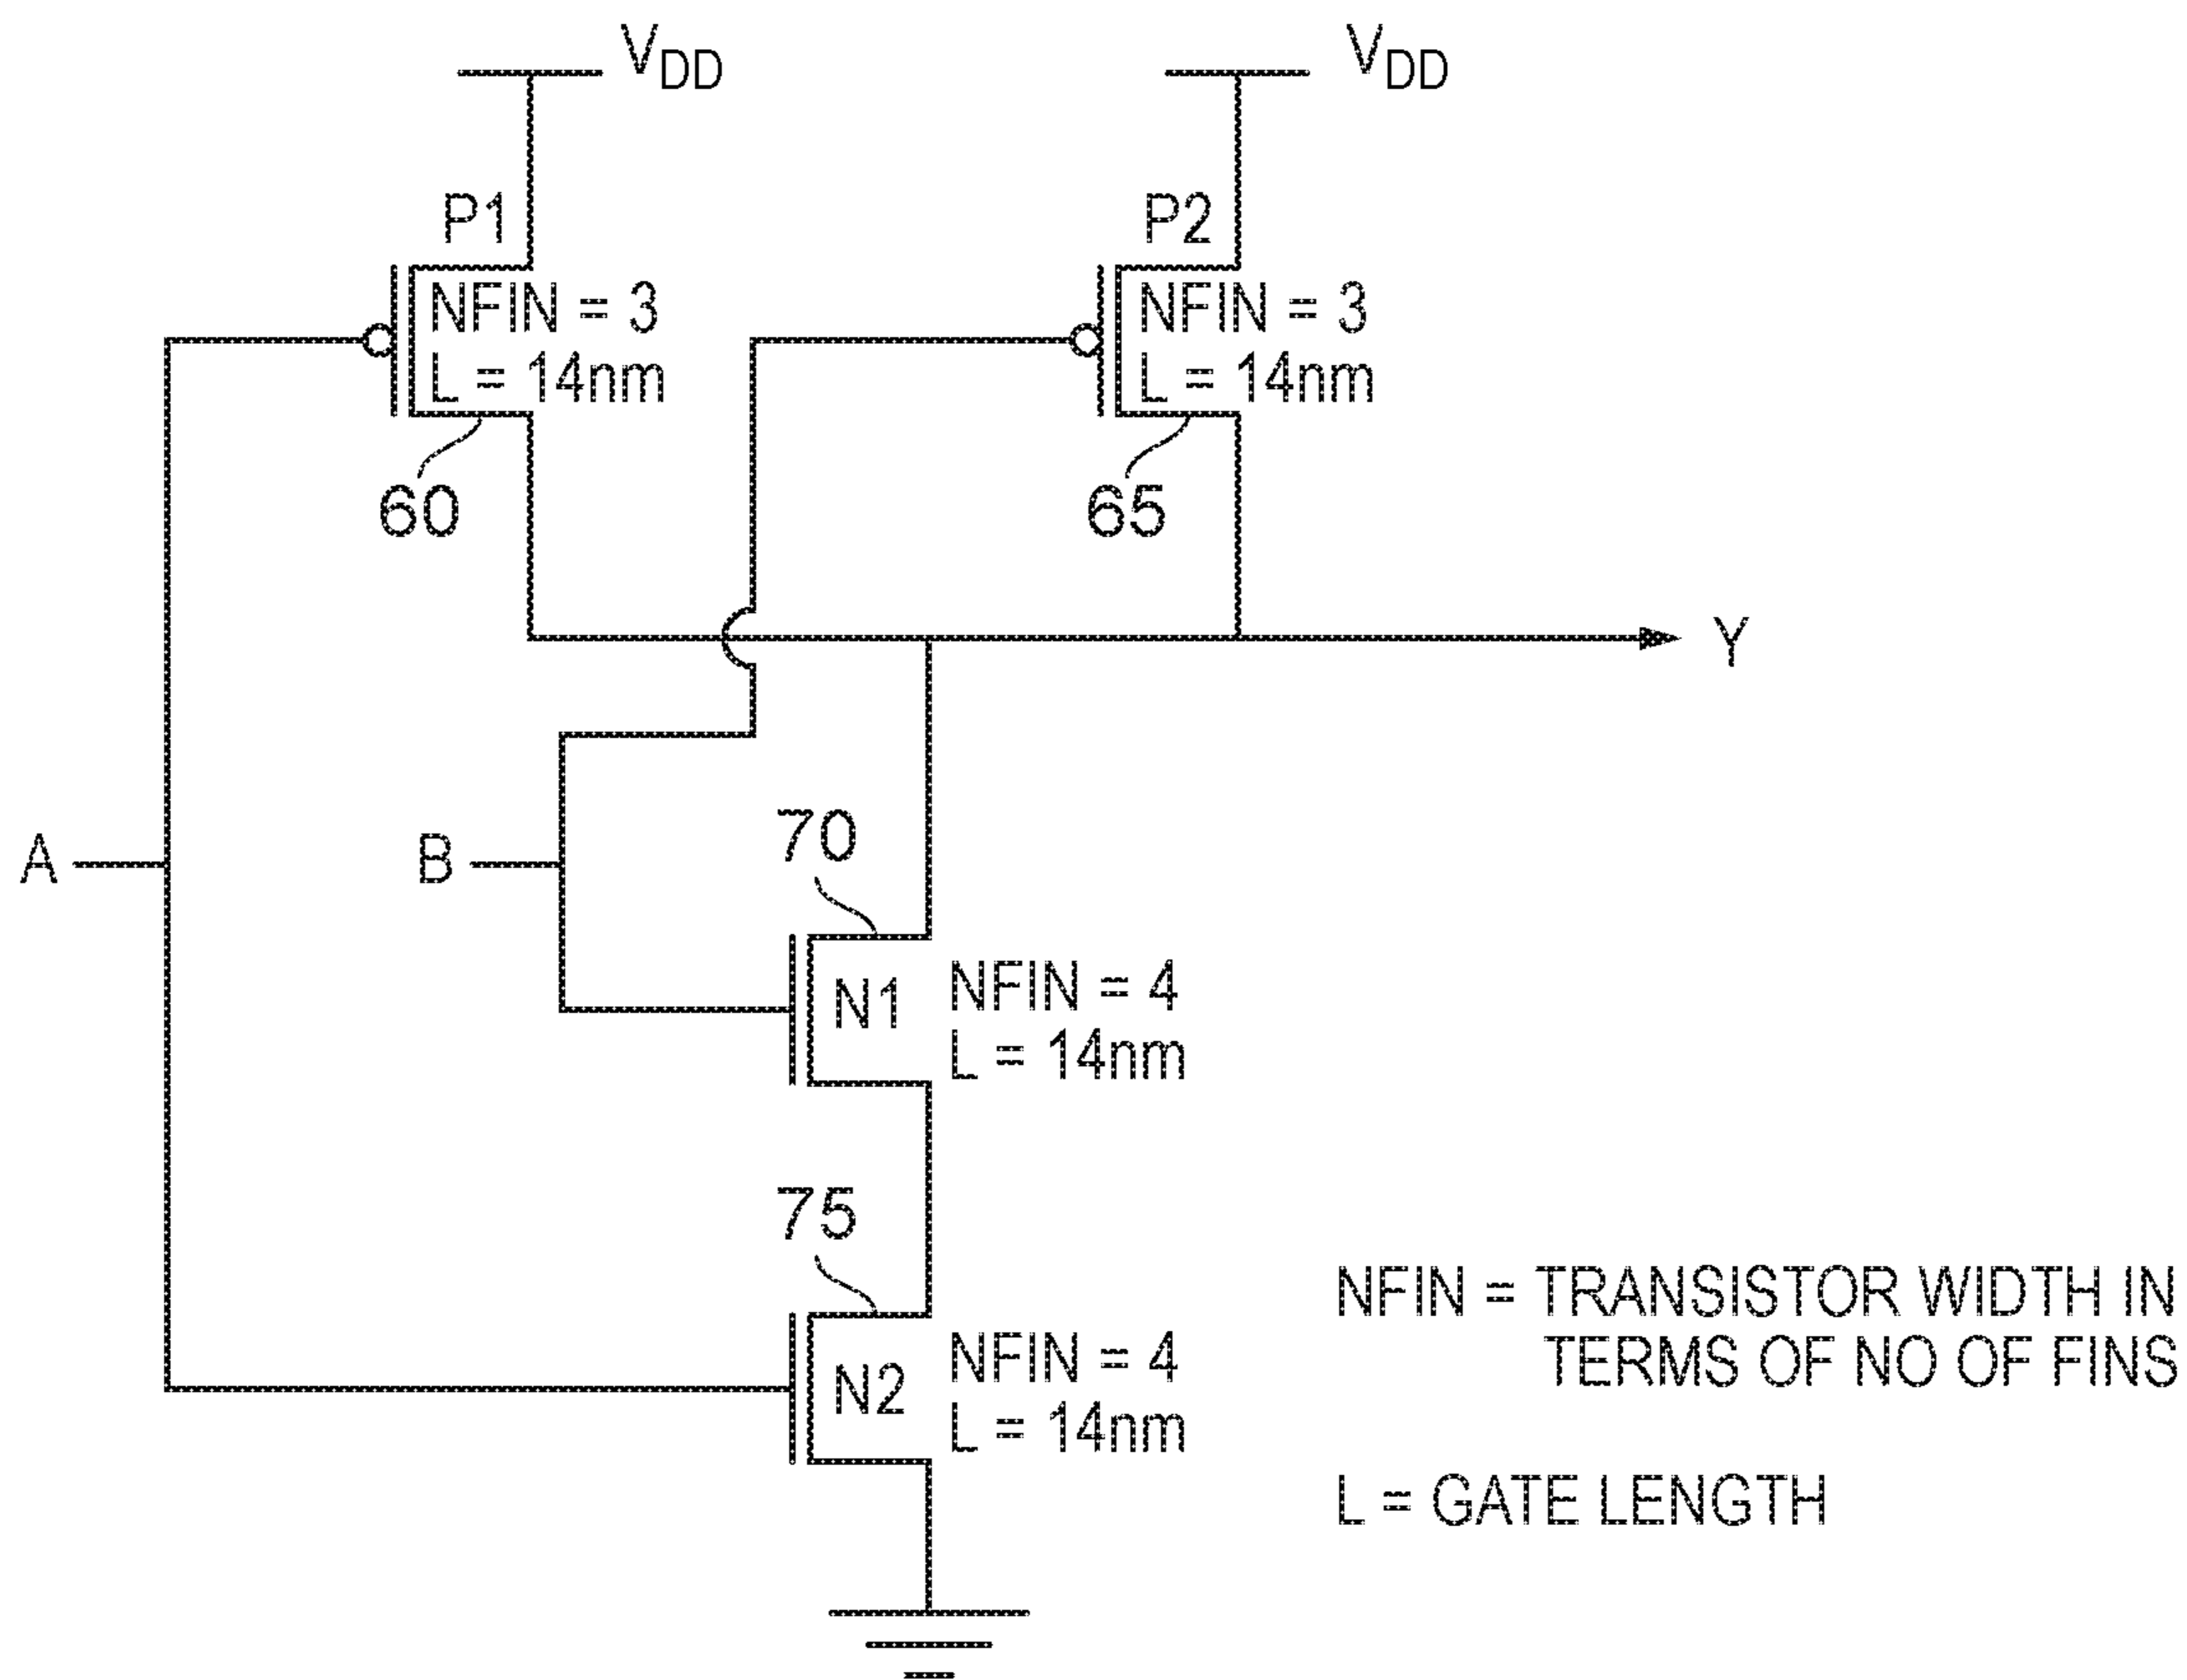 VDD
VDD
P1
P2
NFIN = 3
L = 14nm
NFIN = 3
L = 14nm
60
65
Y
A
B
70
N1
NFIN = 4
L = 14nm
75
N2
NFIN = 4
L = 14nm
NFIN = TRANSISTOR WIDTH IN
TERMS OF NO OF FINS
L = GATE LENGTH